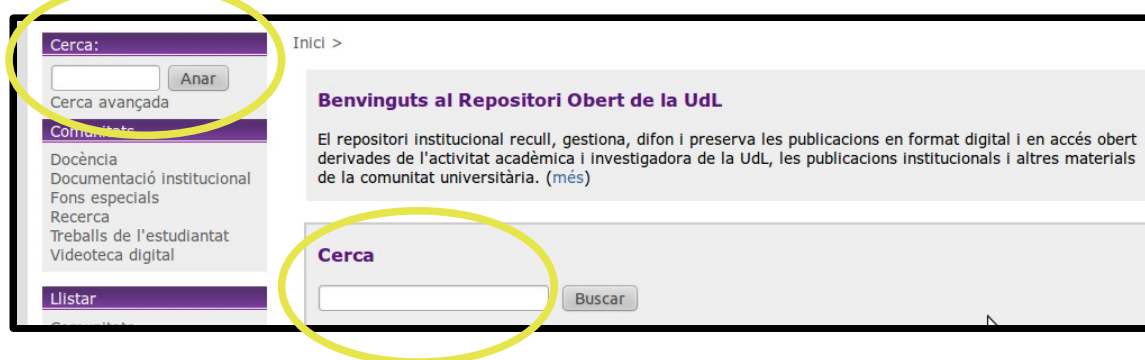 Cerca:
Anar
Cerca avançada
Comunitats
Docència
Documentació institucional
Fons especials
Recerca
Treballs de l'estudiantat
Videoteca digital
Llistar
Inici >
Benvinguts al Repositori Obert de la UdL
El repositori institucional recull, gestiona, difon i preserva les publicacions en format digital i en accés obert
derivades de l'activitat acadèmica i investigadora de la UdL, les publicacions institucionals i altres materials
de la comunitat universitària. (més)
Cerca
Buscar